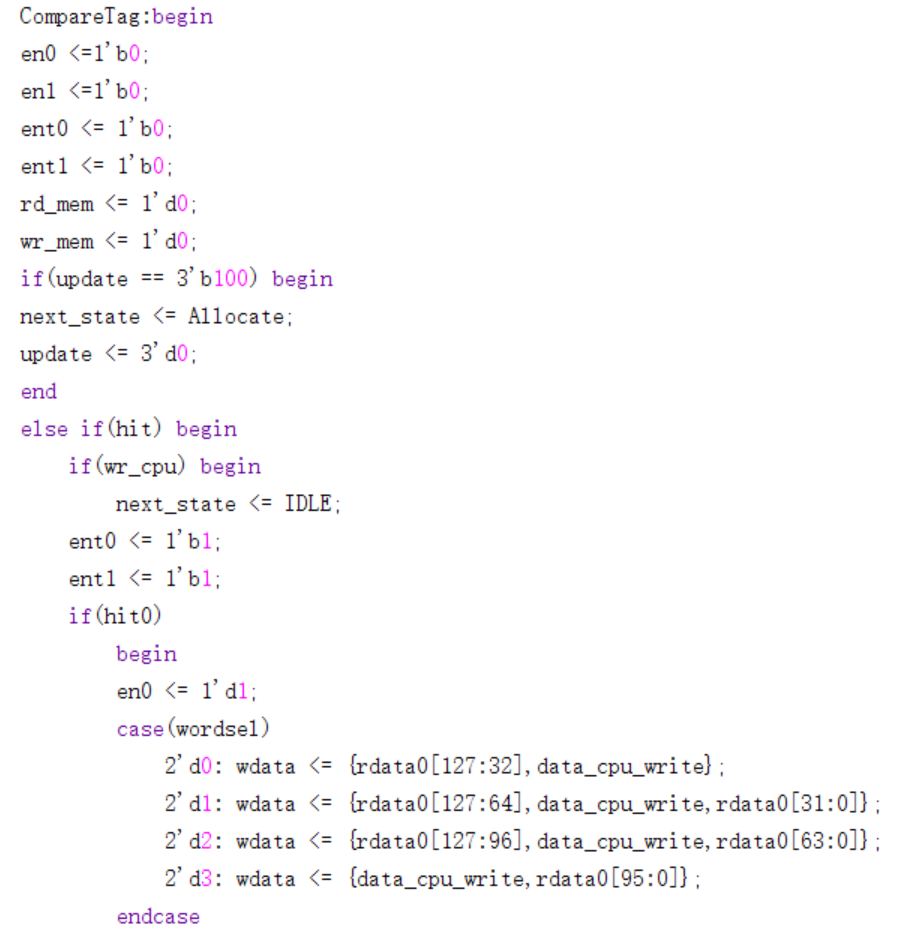 CompareTag:begin
en0 <=1'b0;
en1 <=1'b0;
ent0 <= 1'b0;
ent1 <= 1'b0;
rd_mem <= 1'd0;
wr_mem <= 1'd0;
if(update == 3'b100) begin
next_state <= Allocate;
update <= 3'd0;
end
else if(hit) begin
    if(wr_cpu) begin
        next_state <= IDLE;
    ent0 <= 1'b1;
    ent1 <= 1'b1;
    if(hit0)
        begin
        en0 <= 1'd1;
        case(wordsel)
            2'd0: wdata <= {rdata0[127:32],data_cpu_write};
            2'd1: wdata <= {rdata0[127:64],data_cpu_write,rdata0[31:0]};
            2'd2: wdata <= {rdata0[127:96],data_cpu_write,rdata0[63:0]};
            2'd3: wdata <= {data_cpu_write,rdata0[95:0]};
        endcase